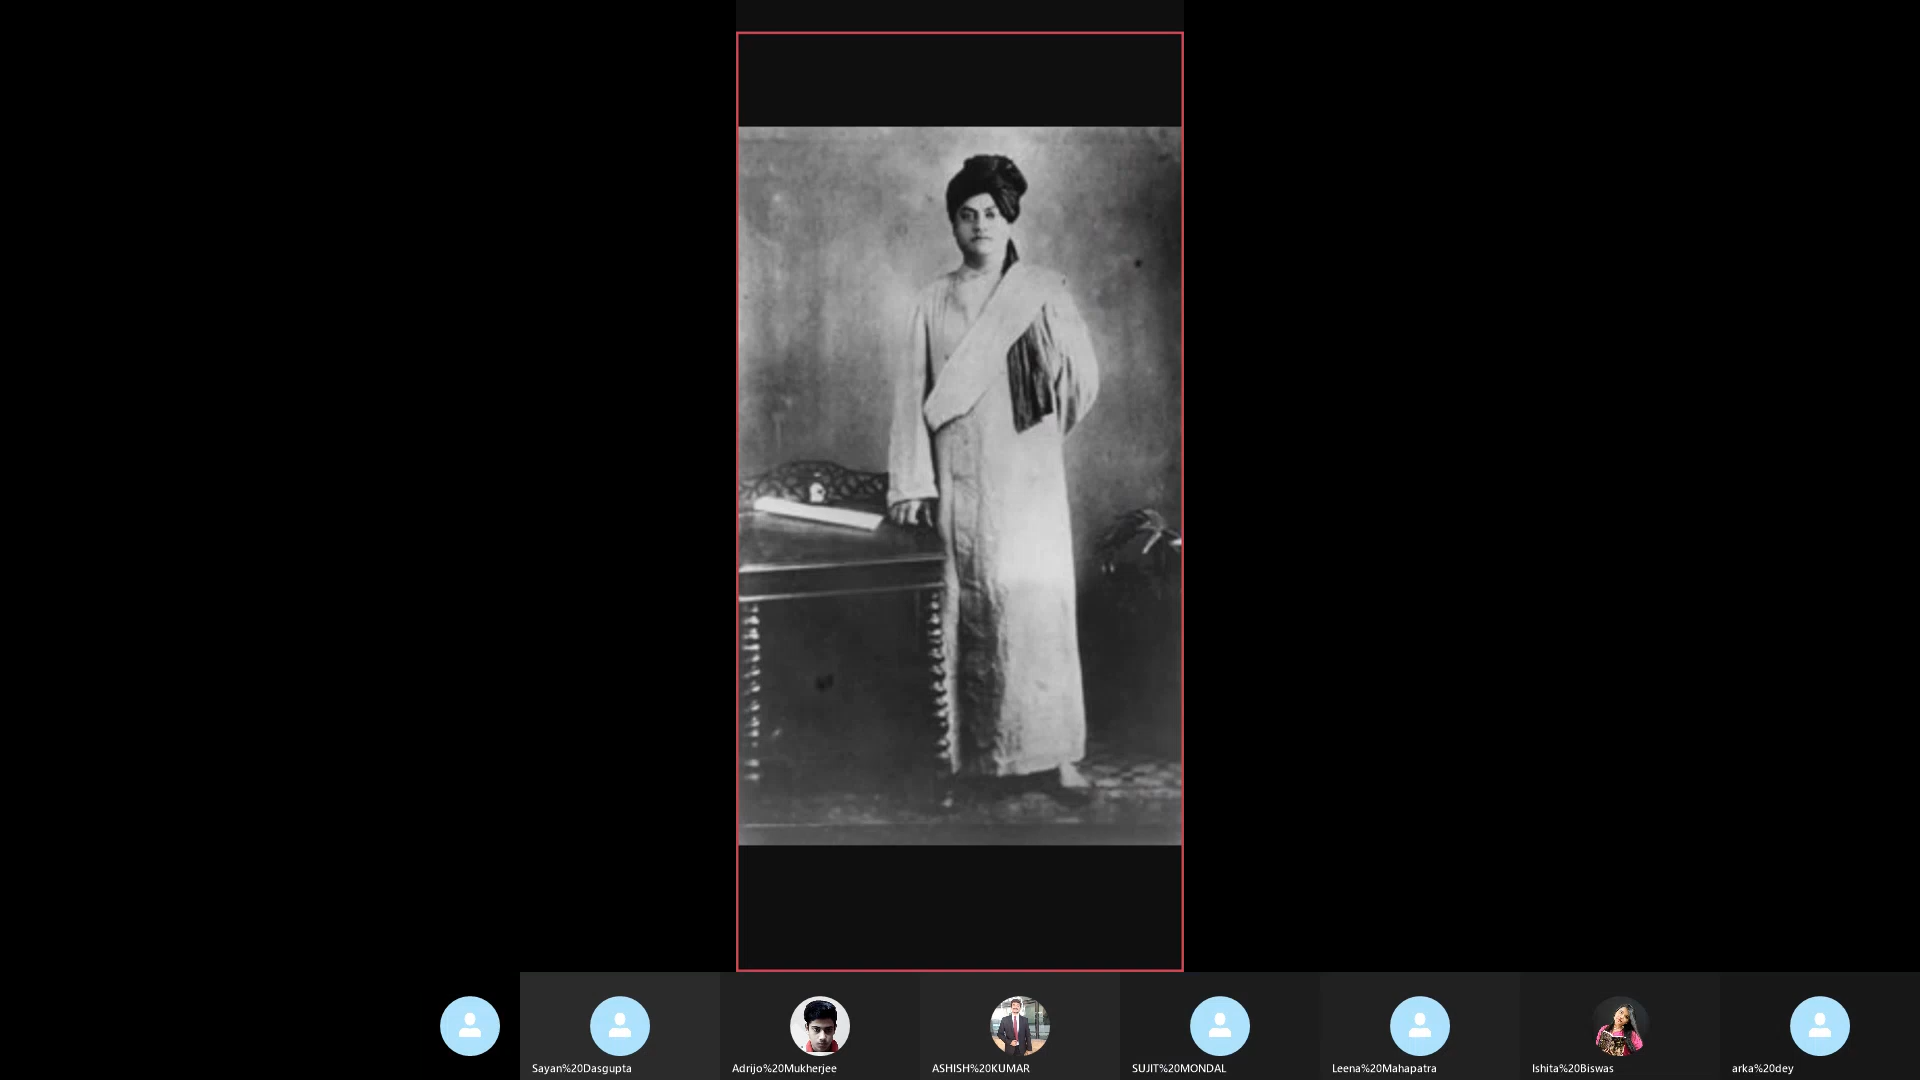 Sayan%20Dasgupta
Adrijo%20Mukherjee
ASHISH%20KUMAR
SUJIT%20MONDAL
Leena%20Mahapatra
Ishita%20Biswas
arka%20dey